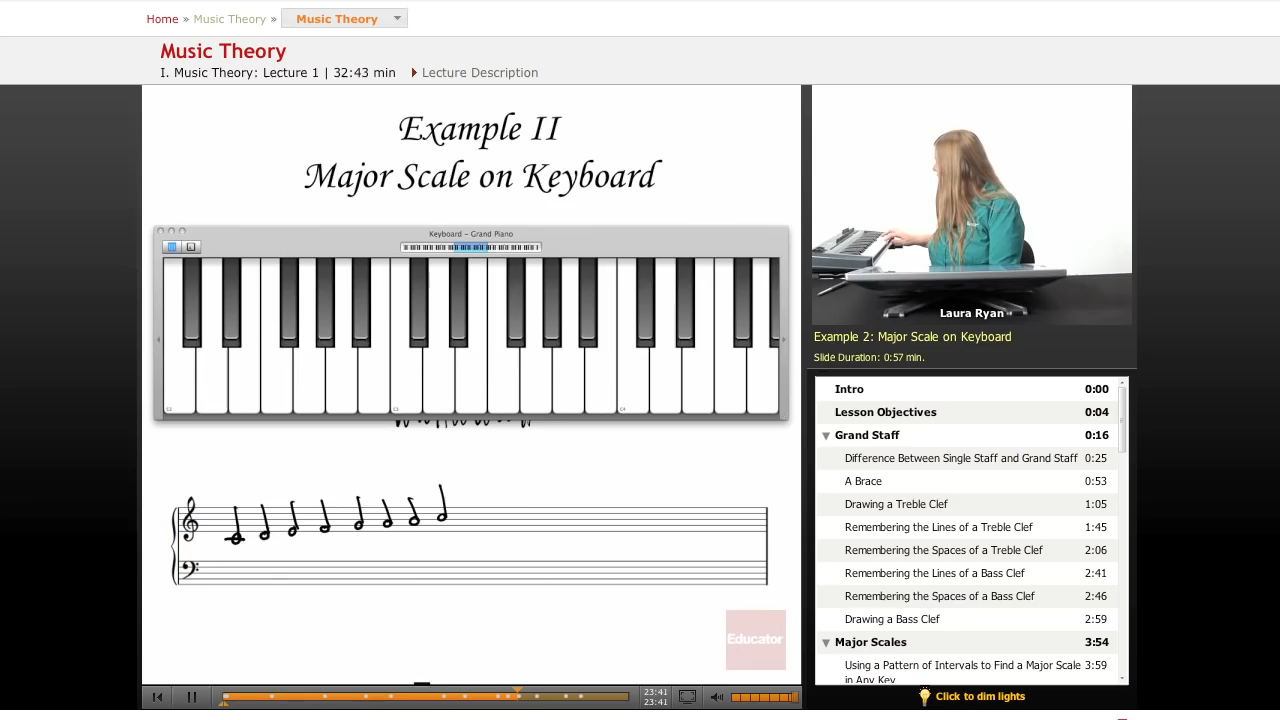 Home » Music Theory » Music Theory
Music Theory
I. Music Theory: Lecture 1 | 32:43 min Lecture Description
Example II
Major Scale on Keyboard
Keyboard – Grand Piano
C2 C3 C4
Educator
23:41
23:41
Laura Ryan
Example 2: Major Scale on Keyboard
Slide Duration: 0:57 min.
Intro 0:00
Lesson Objectives 0:04
Grand Staff 0:16
Difference Between Single Staff and Grand Staff 0:25
A Brace 0:53
Drawing a Treble Clef 1:05
Remembering the Lines of a Treble Clef 1:45
Remembering the Spaces of a Treble Clef 2:06
Remembering the Lines of a Bass Clef 2:41
Remembering the Spaces of a Bass Clef 2:46
Drawing a Bass Clef 2:59
Major Scales 3:54
Using a Pattern of Intervals to Find a Major Scale 3:59
in Any Key
Click to dim lights